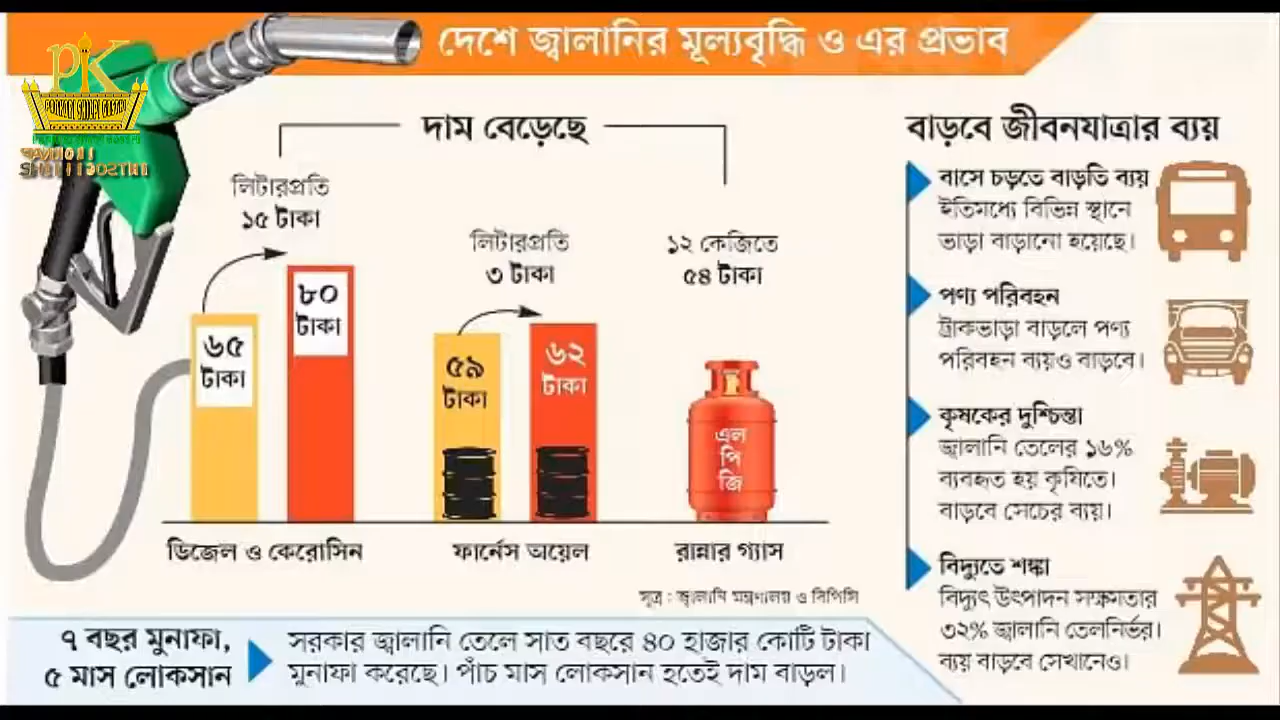 দেশে জ্বালানির মূল্যবৃদ্ধি ও এর প্রভাব
PK
দাম বেড়েছে
লিটারপ্রতি
১৫ টাকা
৬৫
টাকা
৮০
টাকা
ডিজেল ও কেরোসিন
লিটারপ্রতি
৩ টাকা
৫৯
টাকা
৬২
টাকা
ফার্নেস অয়েল
১২ কেজিতে
৫৪ টাকা
এল
পি
জি
রান্নার গ্যাস
সূত্র : জ্বালানি মন্ত্রণালয় ও বিপিসি
বাড়বে জীবনযাত্রার ব্যয়
বাসে চড়তে বাড়তি ব্যয়
ইতিমধ্যে বিভিন্ন স্থানে
ভাড়া বাড়ানো হয়েছে।
পণ্য পরিবহন
ট্রাকভাড়া বাড়লে পণ্য
পরিবহন ব্যয়ও বাড়বে।
কৃষকের দুশ্চিন্তা
জ্বালানি তেলের ১৬%
ব্যবহৃত হয় কৃষিতে।
বাড়বে সেচের ব্যয়।
বিদ্যুতে শঙ্কা
বিদ্যুৎ উৎপাদন সক্ষমতার
৩২% জ্বালানি তেলনির্ভর।
ব্যয় বাড়বে সেখানেও।
৭ বছর মুনাফা,
৫ মাস লোকসান
সরকার জ্বালানি তেলে সাত বছরে ৪০ হাজার কোটি টাকা
মুনাফা করেছে। পাঁচ মাস লোকসান হতেই দাম বাড়ল।